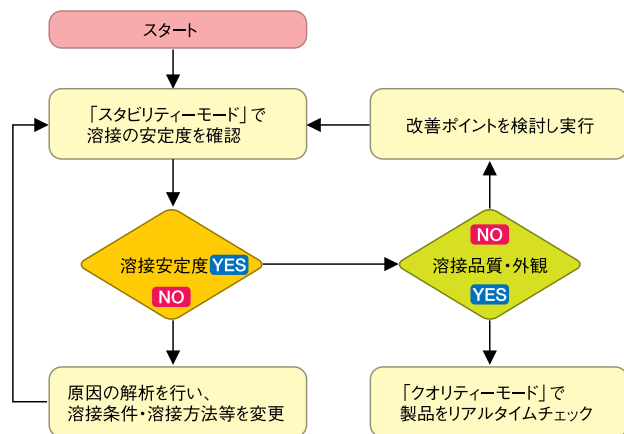 スタート
「スタビリティーモード」で
溶接の安定度を確認
改善ポイントを検討し実行
溶接安定度 YES
NO
NO
溶接品質・外観
YES
原因の解析を行い、
溶接条件・溶接方法等を変更
「クオリティーモード」で
製品をリアルタイムチェック